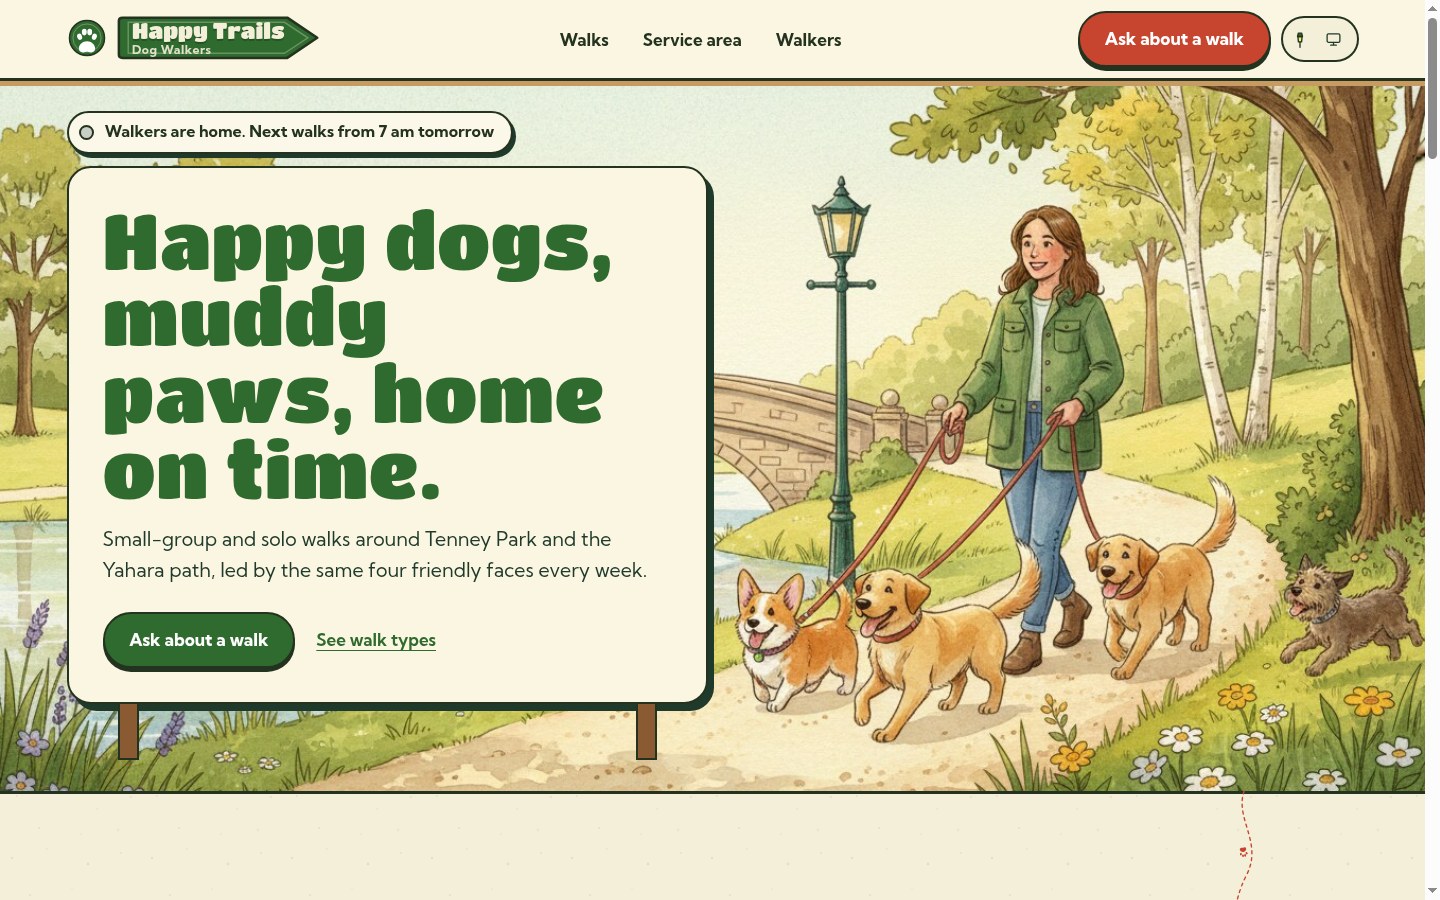 Happy Trails
Dog Walkers
Walks
Service area
Walkers
Ask about a walk
Walkers are home. Next walks from 7 am tomorrow
Happy dogs,
muddy
paws, home
on time.
Small-group and solo walks around Tenney Park and the
Yahara path, led by the same four friendly faces every week.
Ask about a walk
See walk types